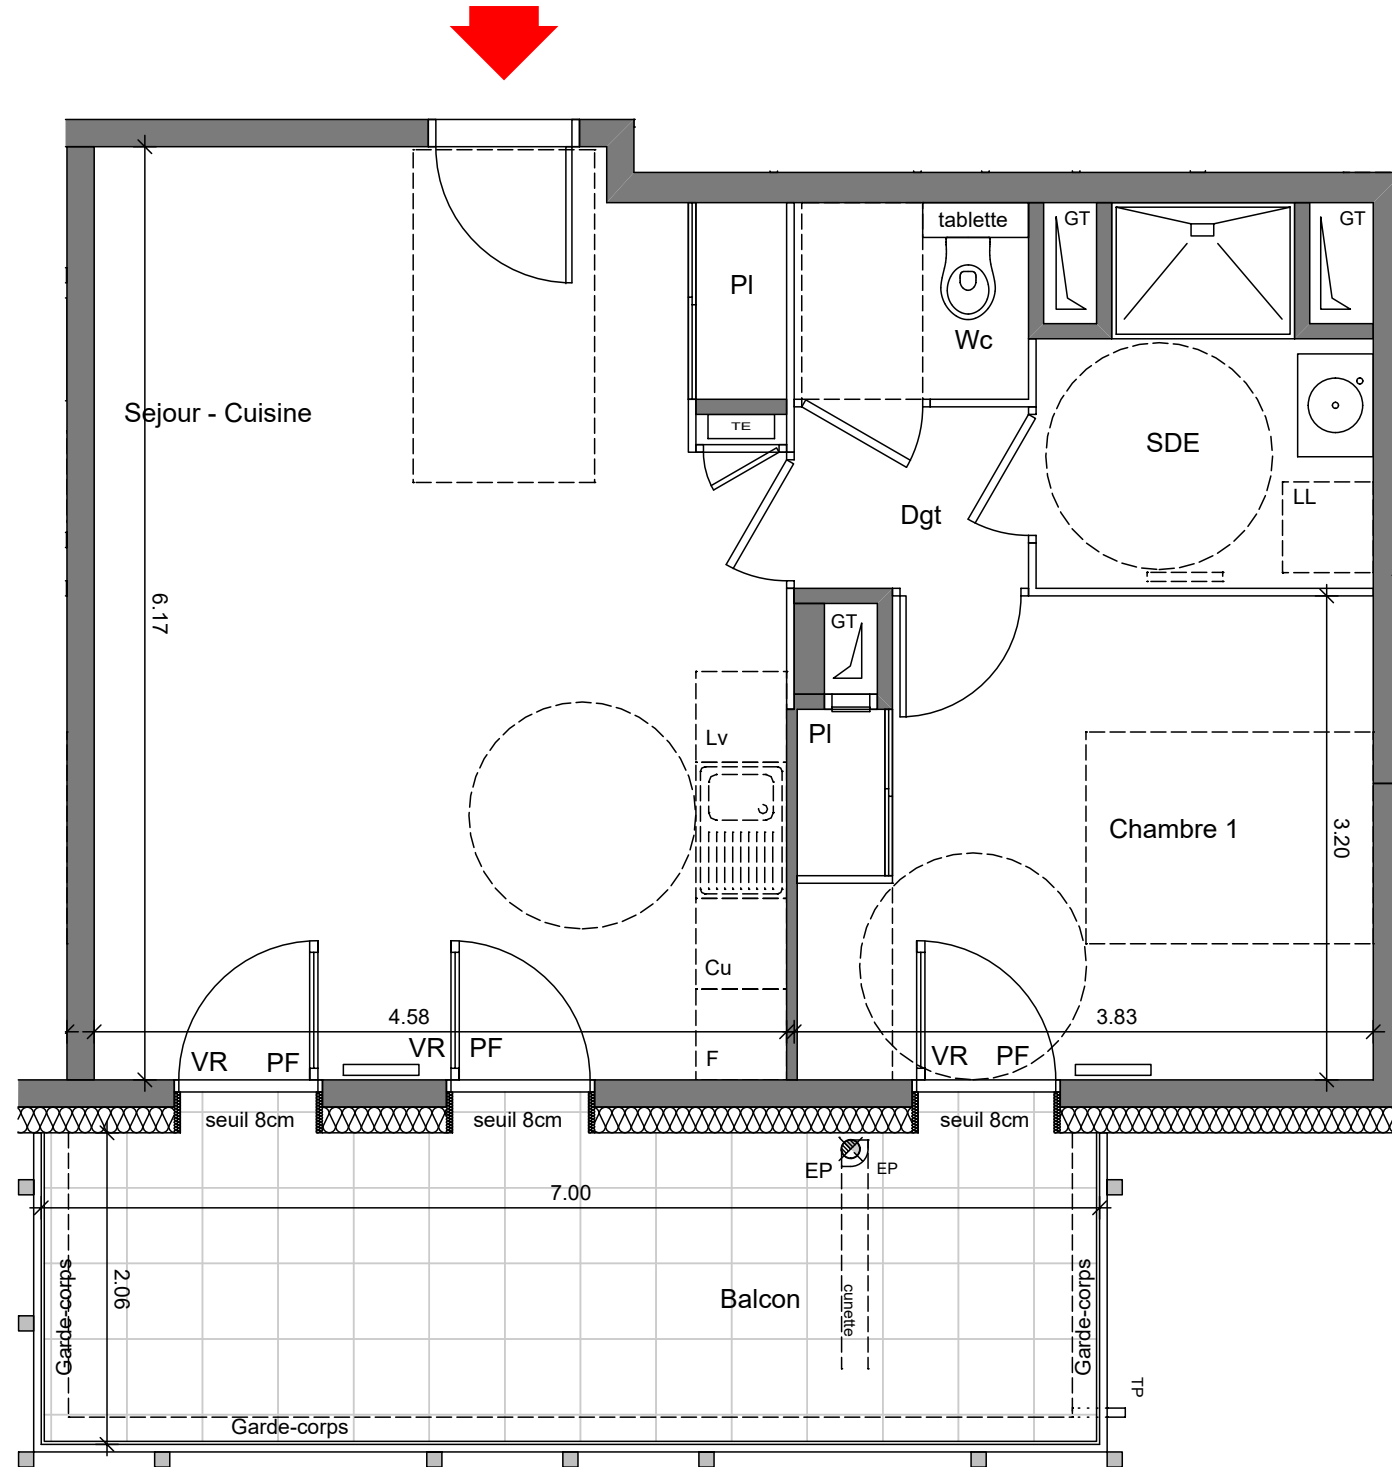 tablette
GT
GT
Pl
Wc
Sejour - Cuisine
TE
SDE
LL
Dgt
6.17
GT
Lv
Pl
Chambre 1
3.20
Cu
4.58
3.83
VR
PF
VR
PF
F
VR
PF
seuil 8cm
seuil 8cm
seuil 8cm
EP
EP
7.00
Garde-corps
2.06
Balcon
cunette
Garde-corps
TP
Garde-corps